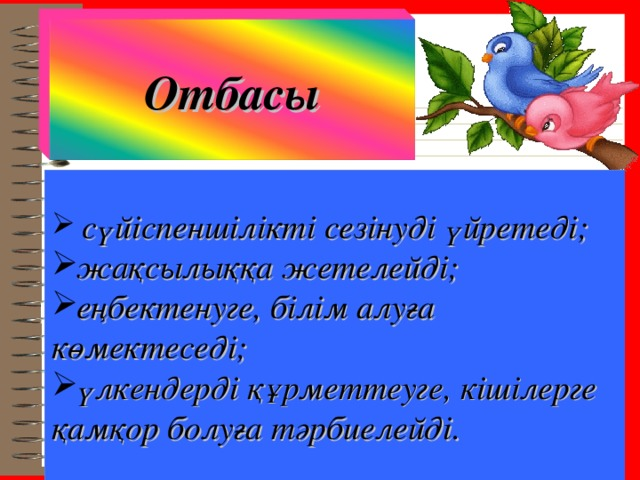 Отбасы
➢ сүйіспеншілікті сезінуді үйретеді;
➢жақсылыққа жетелейді;
➢еңбектенуге, білім алуға
көмектеседі;
➢үлкендерді құрметтеуге, кішілерге
қамқор болуға тәрбиелейді.